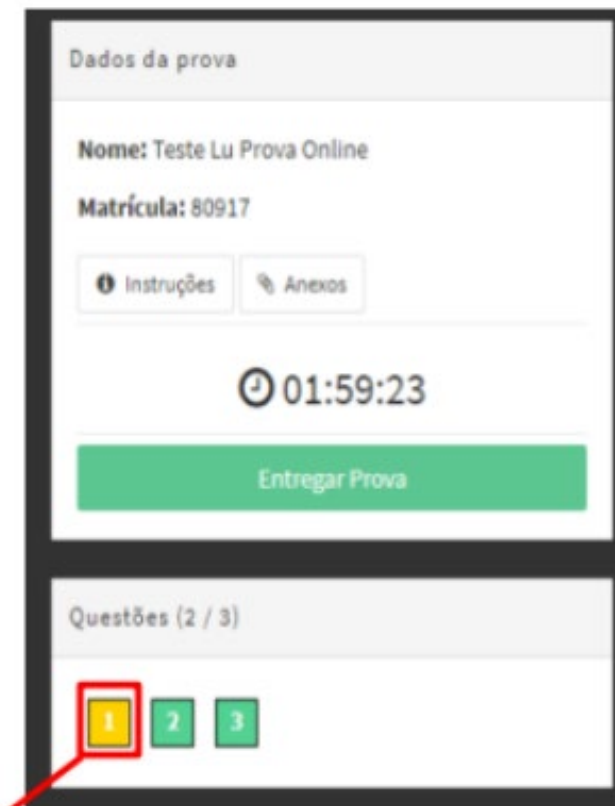 Dados da prova
Nome: Teste Lu Prova Online
Matrícula: 80917
Instruções Anexos
01:59:23
Entregar Prova
Questões (2 / 3)
1 2 3